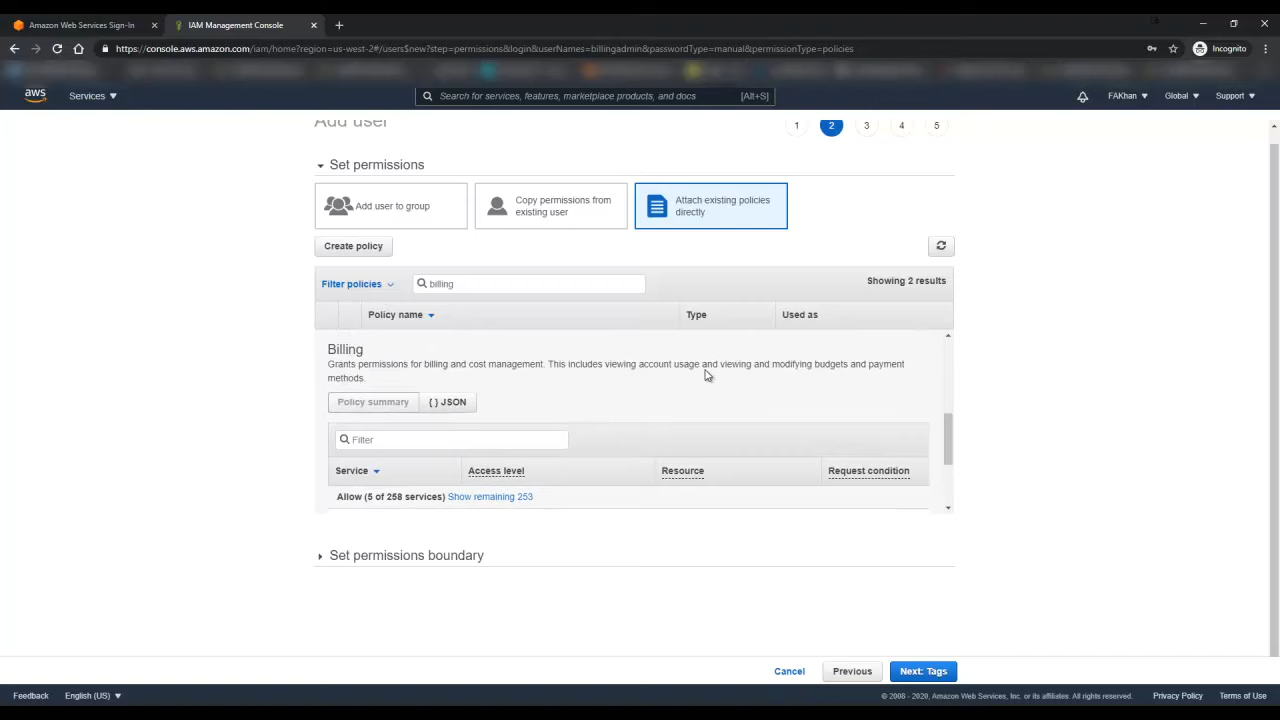 Amazon Web Services Sign-In
IAM Management Console
https://console.aws.amazon.com/iam/home?region=us-west-2#/users$new?step=permissions&login&userNames=billingadmin&passwordType=manual&permissionType=policies
Incognito
aws
Services
Search for services, features, marketplace products, and docs
[Alt+S]
FAKhan
Global
Support
Add user
1
2
3
4
5
Set permissions
Add user to group
Copy permissions from
existing user
Attach existing policies
directly
Create policy
Filter policies
billing
Showing 2 results
Policy name
Type
Used as
Billing
Grants permissions for billing and cost management. This includes viewing account usage and viewing and modifying budgets and payment
methods.
Policy summary
{ } JSON
Filter
Service
Access level
Resource
Request condition
Allow (5 of 258 services) Show remaining 253
Set permissions boundary
Cancel
Previous
Next: Tags
Feedback
English (US)
© 2008 - 2020, Amazon Web Services, Inc. or its affiliates. All rights reserved.
Privacy Policy
Terms of Use